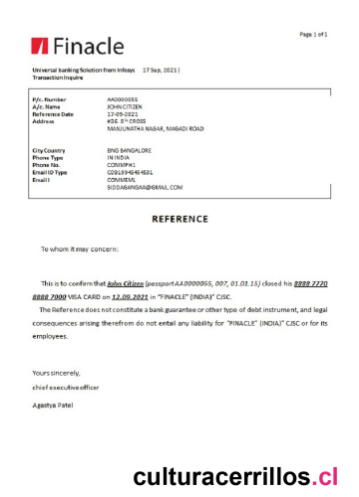 Page 1 of 1
Finacle
Universal banking Solution from Infosys 17 Sep, 2021 |
Transaction Inquire
P/c. Number AA0000055
A/c. Name JOHN CITIZEN
Reference Date 17-09-2021
Address #36. 8TH CROSS
MANJUNATHA NAGAR, MAGADI ROAD
City Country BNG BANGALORE
Phone Type IN INDIA
Phone No. COMMPH1
Email ID Type
Email I COMMEML
SIDDAGANGAA@GMAIL.COM
REFERENCE
To whom it may concern:
This is to confirm that John Citizen (passport AA0000055, 007, 01.01.15) closed his 8888 7770
8888 7000 VISA CARD on 12.09.2021 in "FINACLE" (INDIA)" CJSC.
The Reference does not constitute a bank guarantee or other type of debt instrument, and legal
consequences arising therefrom do not entail any liability for "FINACLE" (INDIA)" CJSC or for its
employees.
Yours sincerely,
chief executive officer
Agastya Patel
culturacerrillos.cl